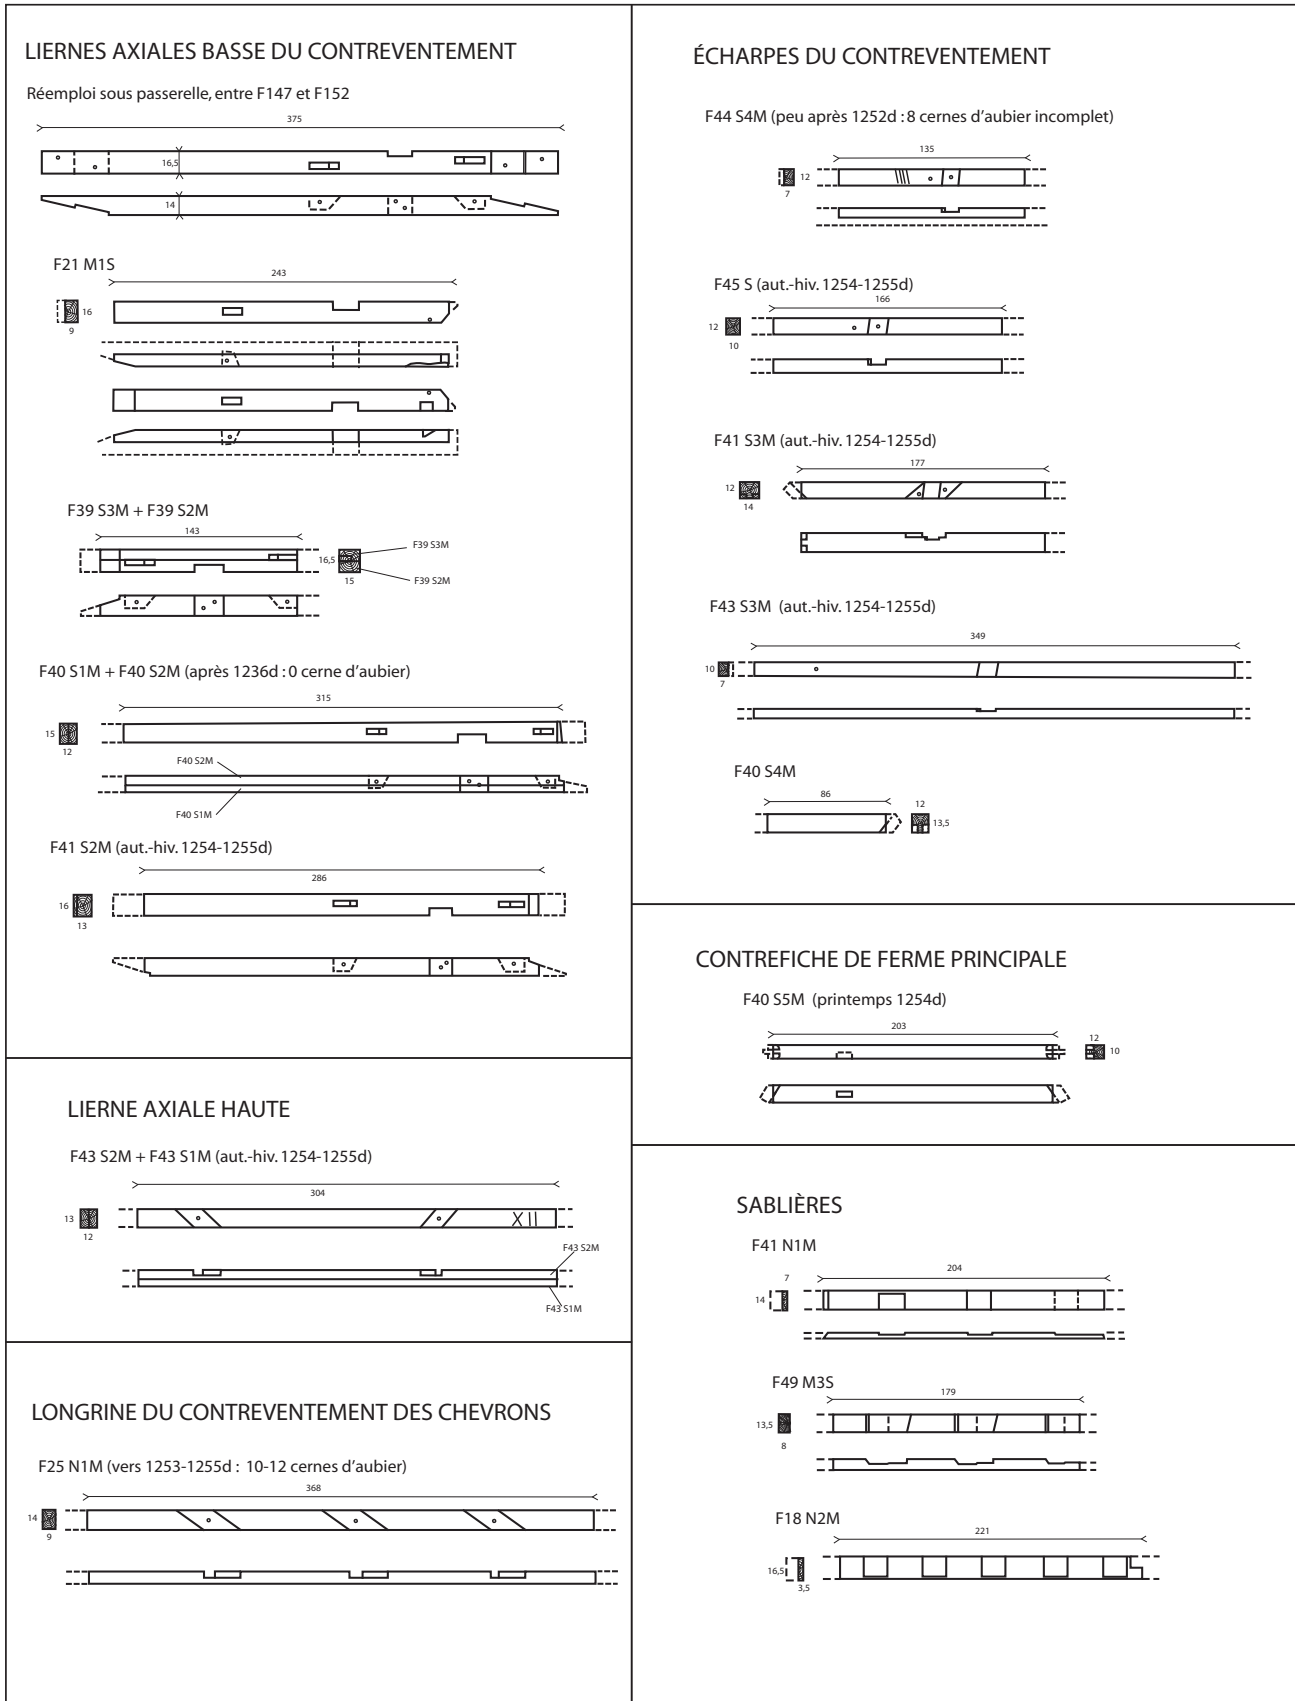 LIERNES AXIALES BASSE DU CONTREVENTEMENT
Réemploi sous passerelle, entre F147 et F152
375
16,5
14
F21 M1S
243
16
9
F39 S3M + F39 S2M
143
16,5
15
F39 S3M
F39 S2M
F40 S1M + F40 S2M (après 1236d : 0 cerne d'aubier)
315
15
12
F40 S2M
F40 S1M
F41 S2M (aut.-hiv. 1254-1255d)
286
16
13
LIERNE AXIALE HAUTE
F43 S2M + F43 S1M (aut.-hiv. 1254-1255d)
304
13
12
XII
F43 S2M
F43 S1M
LONGRINE DU CONTREVENTEMENT DES CHEVRONS
F25 N1M (vers 1253-1255d : 10-12 cernes d'aubier)
368
14
9
ÉCHARPES DU CONTREVENTEMENT
F44 S4M (peu après 1252d : 8 cernes d'aubier incomplet)
135
12
7
F45 S (aut.-hiv. 1254-1255d)
166
12
10
F41 S3M (aut.-hiv. 1254-1255d)
177
12
14
F43 S3M (aut.-hiv. 1254-1255d)
349
10
7
F40 S4M
86
12
13,5
CONTREFICHE DE FERME PRINCIPALE
F40 S5M (printemps 1254d)
203
12
10
SABLIÈRES
F41 N1M
204
7
14
F49 M3S
179
13,5
8
F18 N2M
221
16,5
3,5